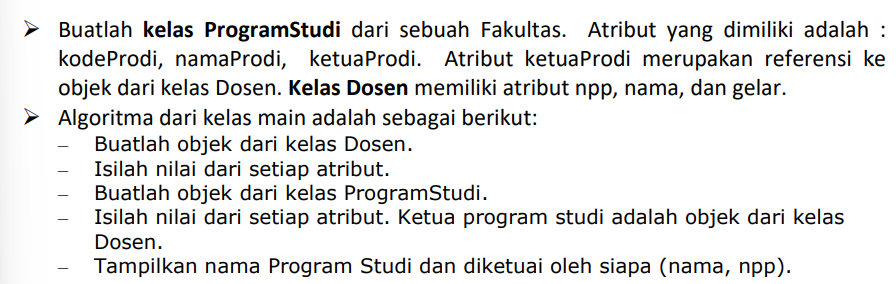 ➢ Buatlah kelas ProgramStudi dari sebuah Fakultas. Atribut yang dimiliki adalah :
kodeProdi, namaProdi, ketuaProdi. Atribut ketuaProdi merupakan referensi ke
objek dari kelas Dosen. Kelas Dosen memiliki atribut npp, nama, dan gelar.
➢ Algoritma dari kelas main adalah sebagai berikut:
– Buatlah objek dari kelas Dosen.
– Isilah nilai dari setiap atribut.
– Buatlah objek dari kelas ProgramStudi.
– Isilah nilai dari setiap atribut. Ketua program studi adalah objek dari kelas
Dosen.
– Tampilkan nama Program Studi dan diketuai oleh siapa (nama, npp).